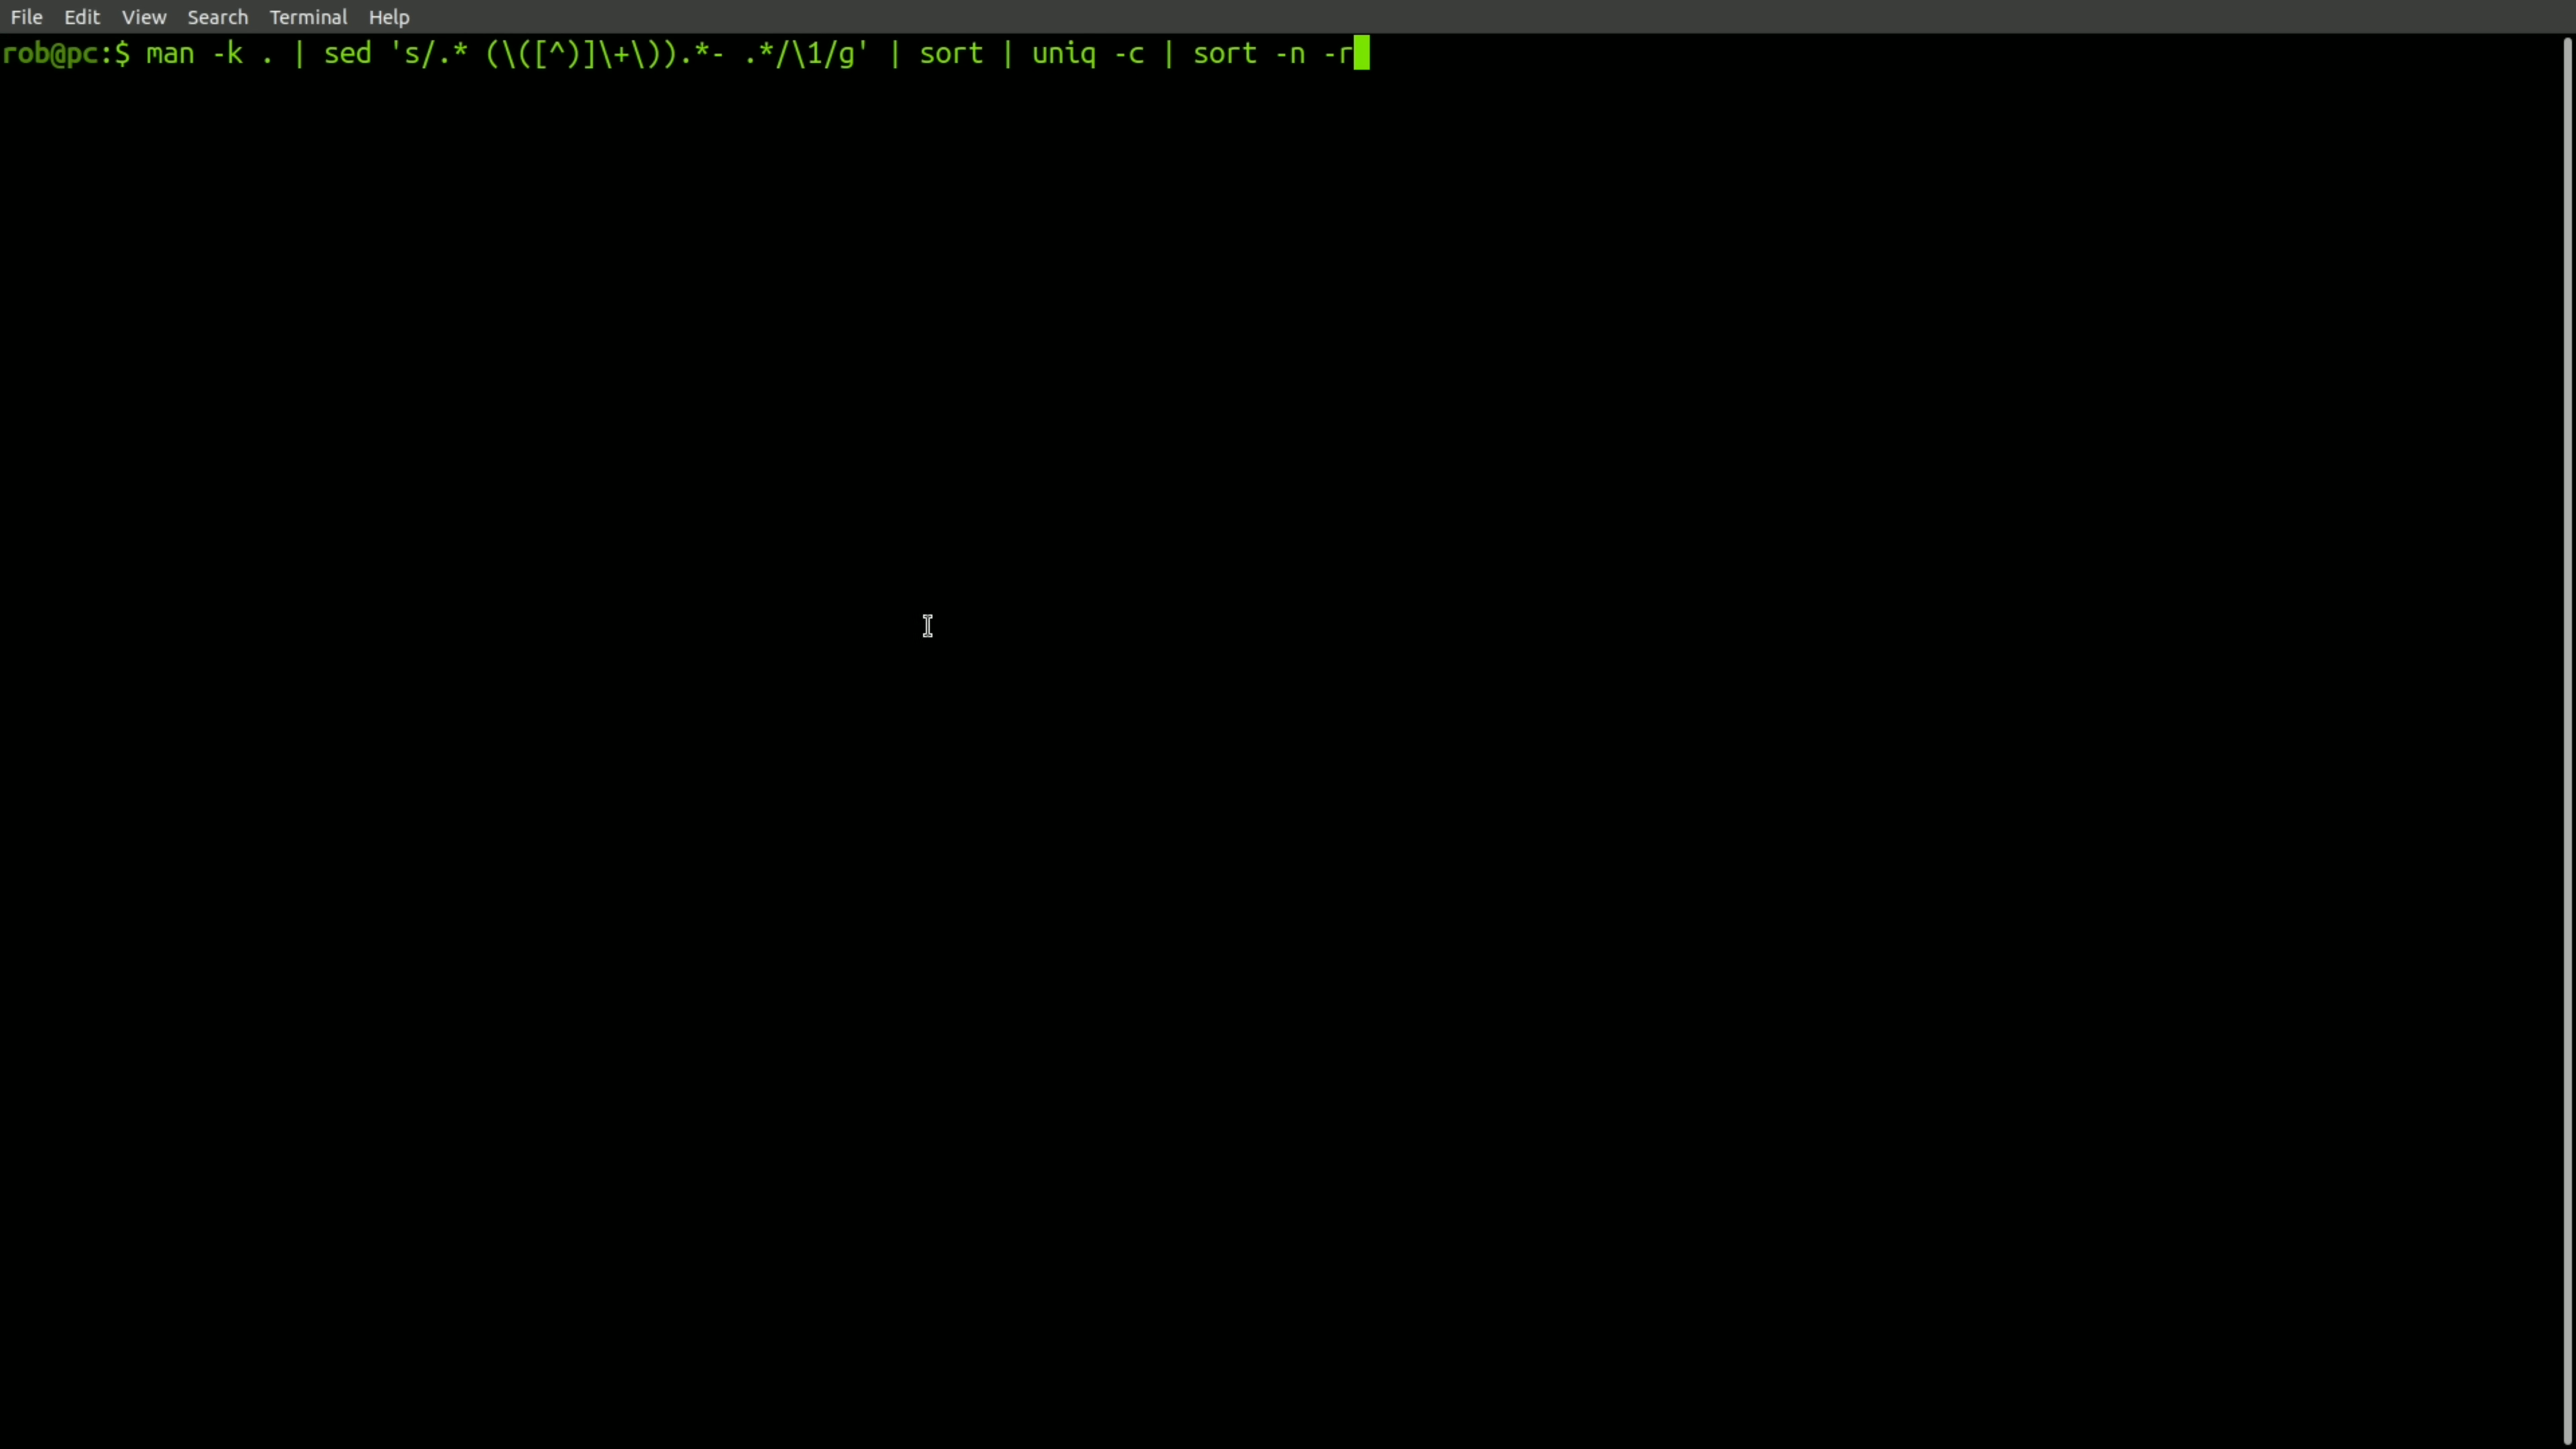 File Edit View Search Terminal Help
rob@pc:$ man -k . | sed 's/.* (\([^)]\+\)).*- .*/\1/g' | sort | uniq -c | sort -n -r